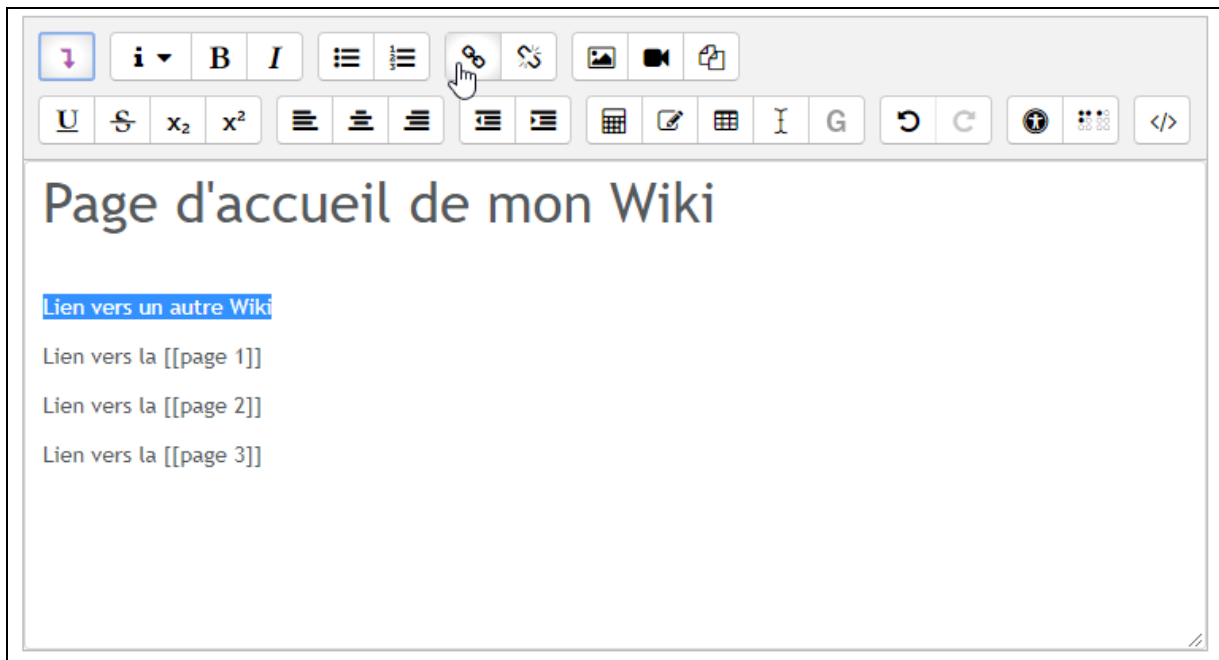 i B I
U S x₂ x² G </>
Page d'accueil de mon Wiki
Lien vers un autre Wiki
Lien vers la [[page 1]]
Lien vers la [[page 2]]
Lien vers la [[page 3]]